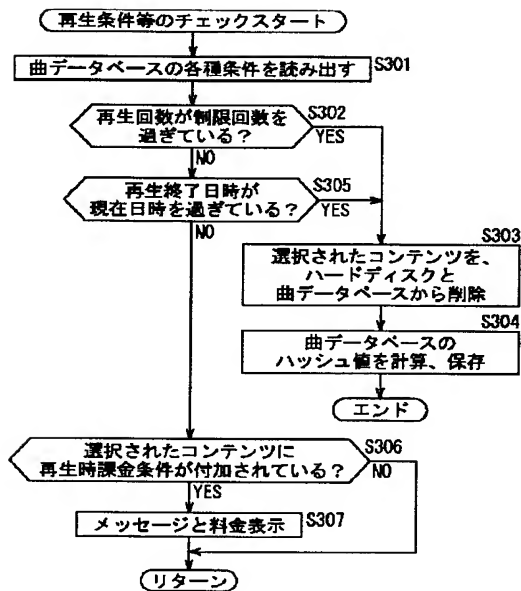 再生条件等のチェックスタート
曲データベースの各種条件を読み出す S301
再生回数が制限回数を S302
過ぎている? YES
NO
再生終了日時が S305
現在日時を過ぎている? YES
NO
S303
選択されたコンテンツを、
ハードディスクと
曲データベースから削除
S304
曲データベースの
ハッシュ値を計算、保存
エンド
選択されたコンテンツに S306
再生時課金条件が付加されている? NO
YES
メッセージと料金表示 S307
リターン